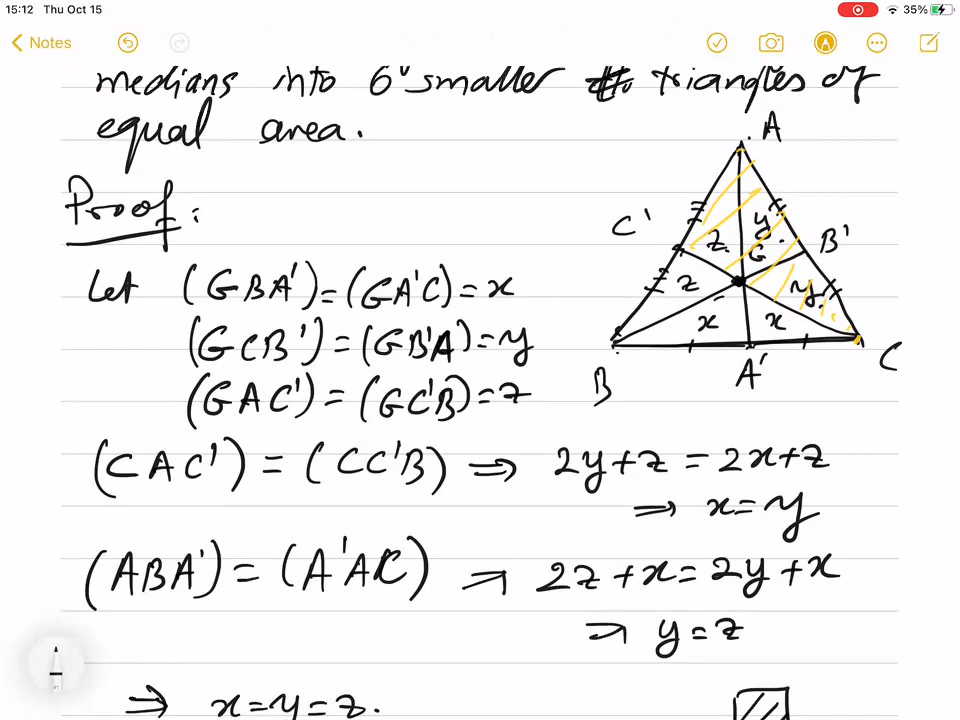 15:12 Thu Oct 15
35%
Notes
medians into 6 smaller triangles of
equal area.
Proof:
Let (GBA') = (GA'C) = x
(GCB') = (GB'A) = y
(GAC') = (GC'B) = z
(CAC') = (CC'B) ⇒ 2y+z = 2x+z
⇒ x = y
(ABA') = (A'AC) ⇒ 2z + x = 2y + x
⇒ y = z
⇒ x = y = z.
A
C'
B'
z y
G
z y
x x
B A' C